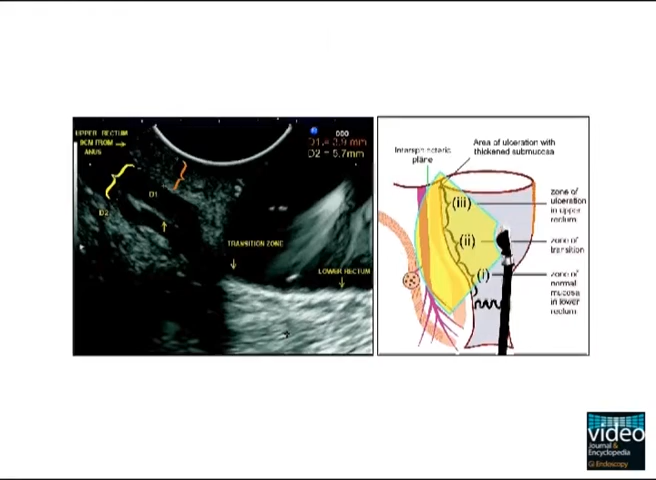 UPPER RECTUM
9CM FROM
ANUS
D1
D2
D1 = 3.9 mm
D2 = 5.7mm
TRANSITION ZONE
LOWER RECTUM
plane
Area of ulceration with
thickened submucosa
(iii)
(ii)
(i)
zone of
ulceration
in upper
rectum
zone of
transition
zone of
normal
mucosa
in lower
rectum
video
Journal &
Encyclopedia
GI Endoscopy